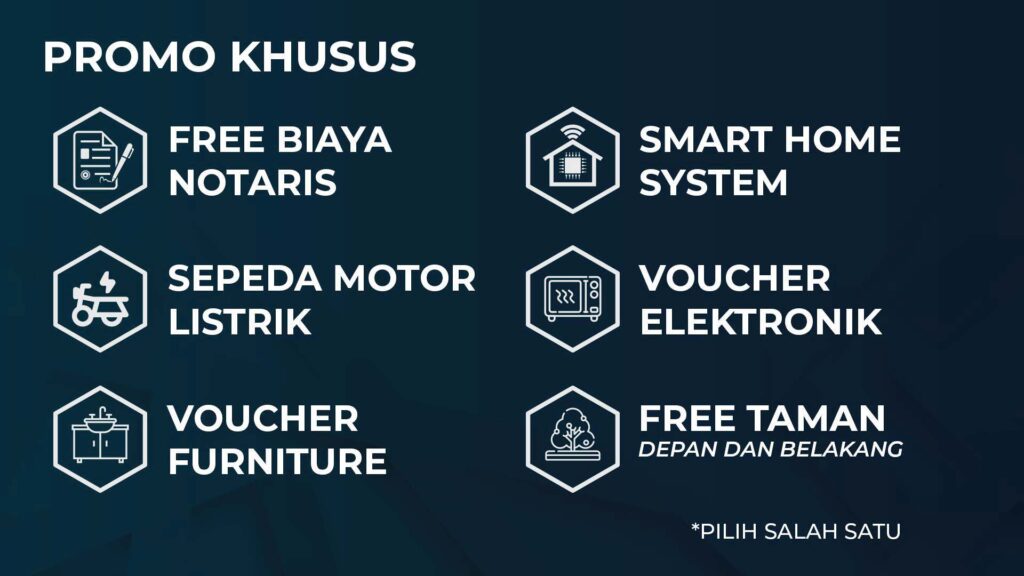 PROMO KHUSUS
FREE BIAYA
NOTARIS
SEPEDA MOTOR
LISTRIK
VOUCHER
FURNITURE
SMART HOME
SYSTEM
VOUCHER
ELEKTRONIK
FREE TAMAN
DEPAN DAN BELAKANG
*PILIH SALAH SATU